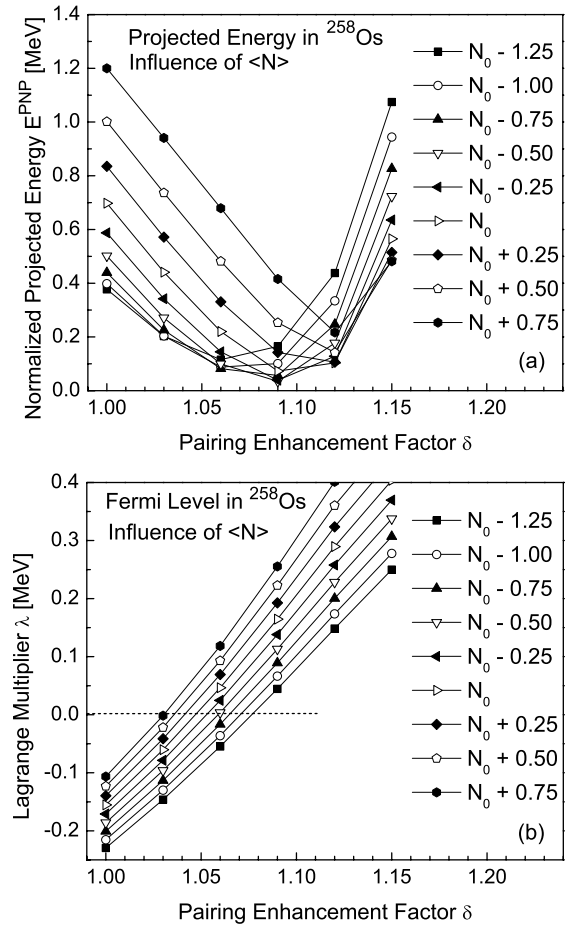 Projected Energy in ²⁵⁸Os
Influence of <N>
Normalized Projected Energy E^PNP [MeV]
1.4
1.2
1.0
0.8
0.6
0.4
0.2
0.0
N₀ - 1.25
N₀ - 1.00
N₀ - 0.75
N₀ - 0.50
N₀ - 0.25
N₀
N₀ + 0.25
N₀ + 0.50
N₀ + 0.75
(a)
1.00 1.05 1.10 1.15 1.20
Pairing Enhancement Factor δ
Fermi Level in ²⁵⁸Os
Influence of <N>
Lagrange Multiplier λ [MeV]
0.4
0.3
0.2
0.1
0.0
-0.1
-0.2
N₀ - 1.25
N₀ - 1.00
N₀ - 0.75
N₀ - 0.50
N₀ - 0.25
N₀
N₀ + 0.25
N₀ + 0.50
N₀ + 0.75
(b)
1.00 1.05 1.10 1.15 1.20
Pairing Enhancement Factor δ